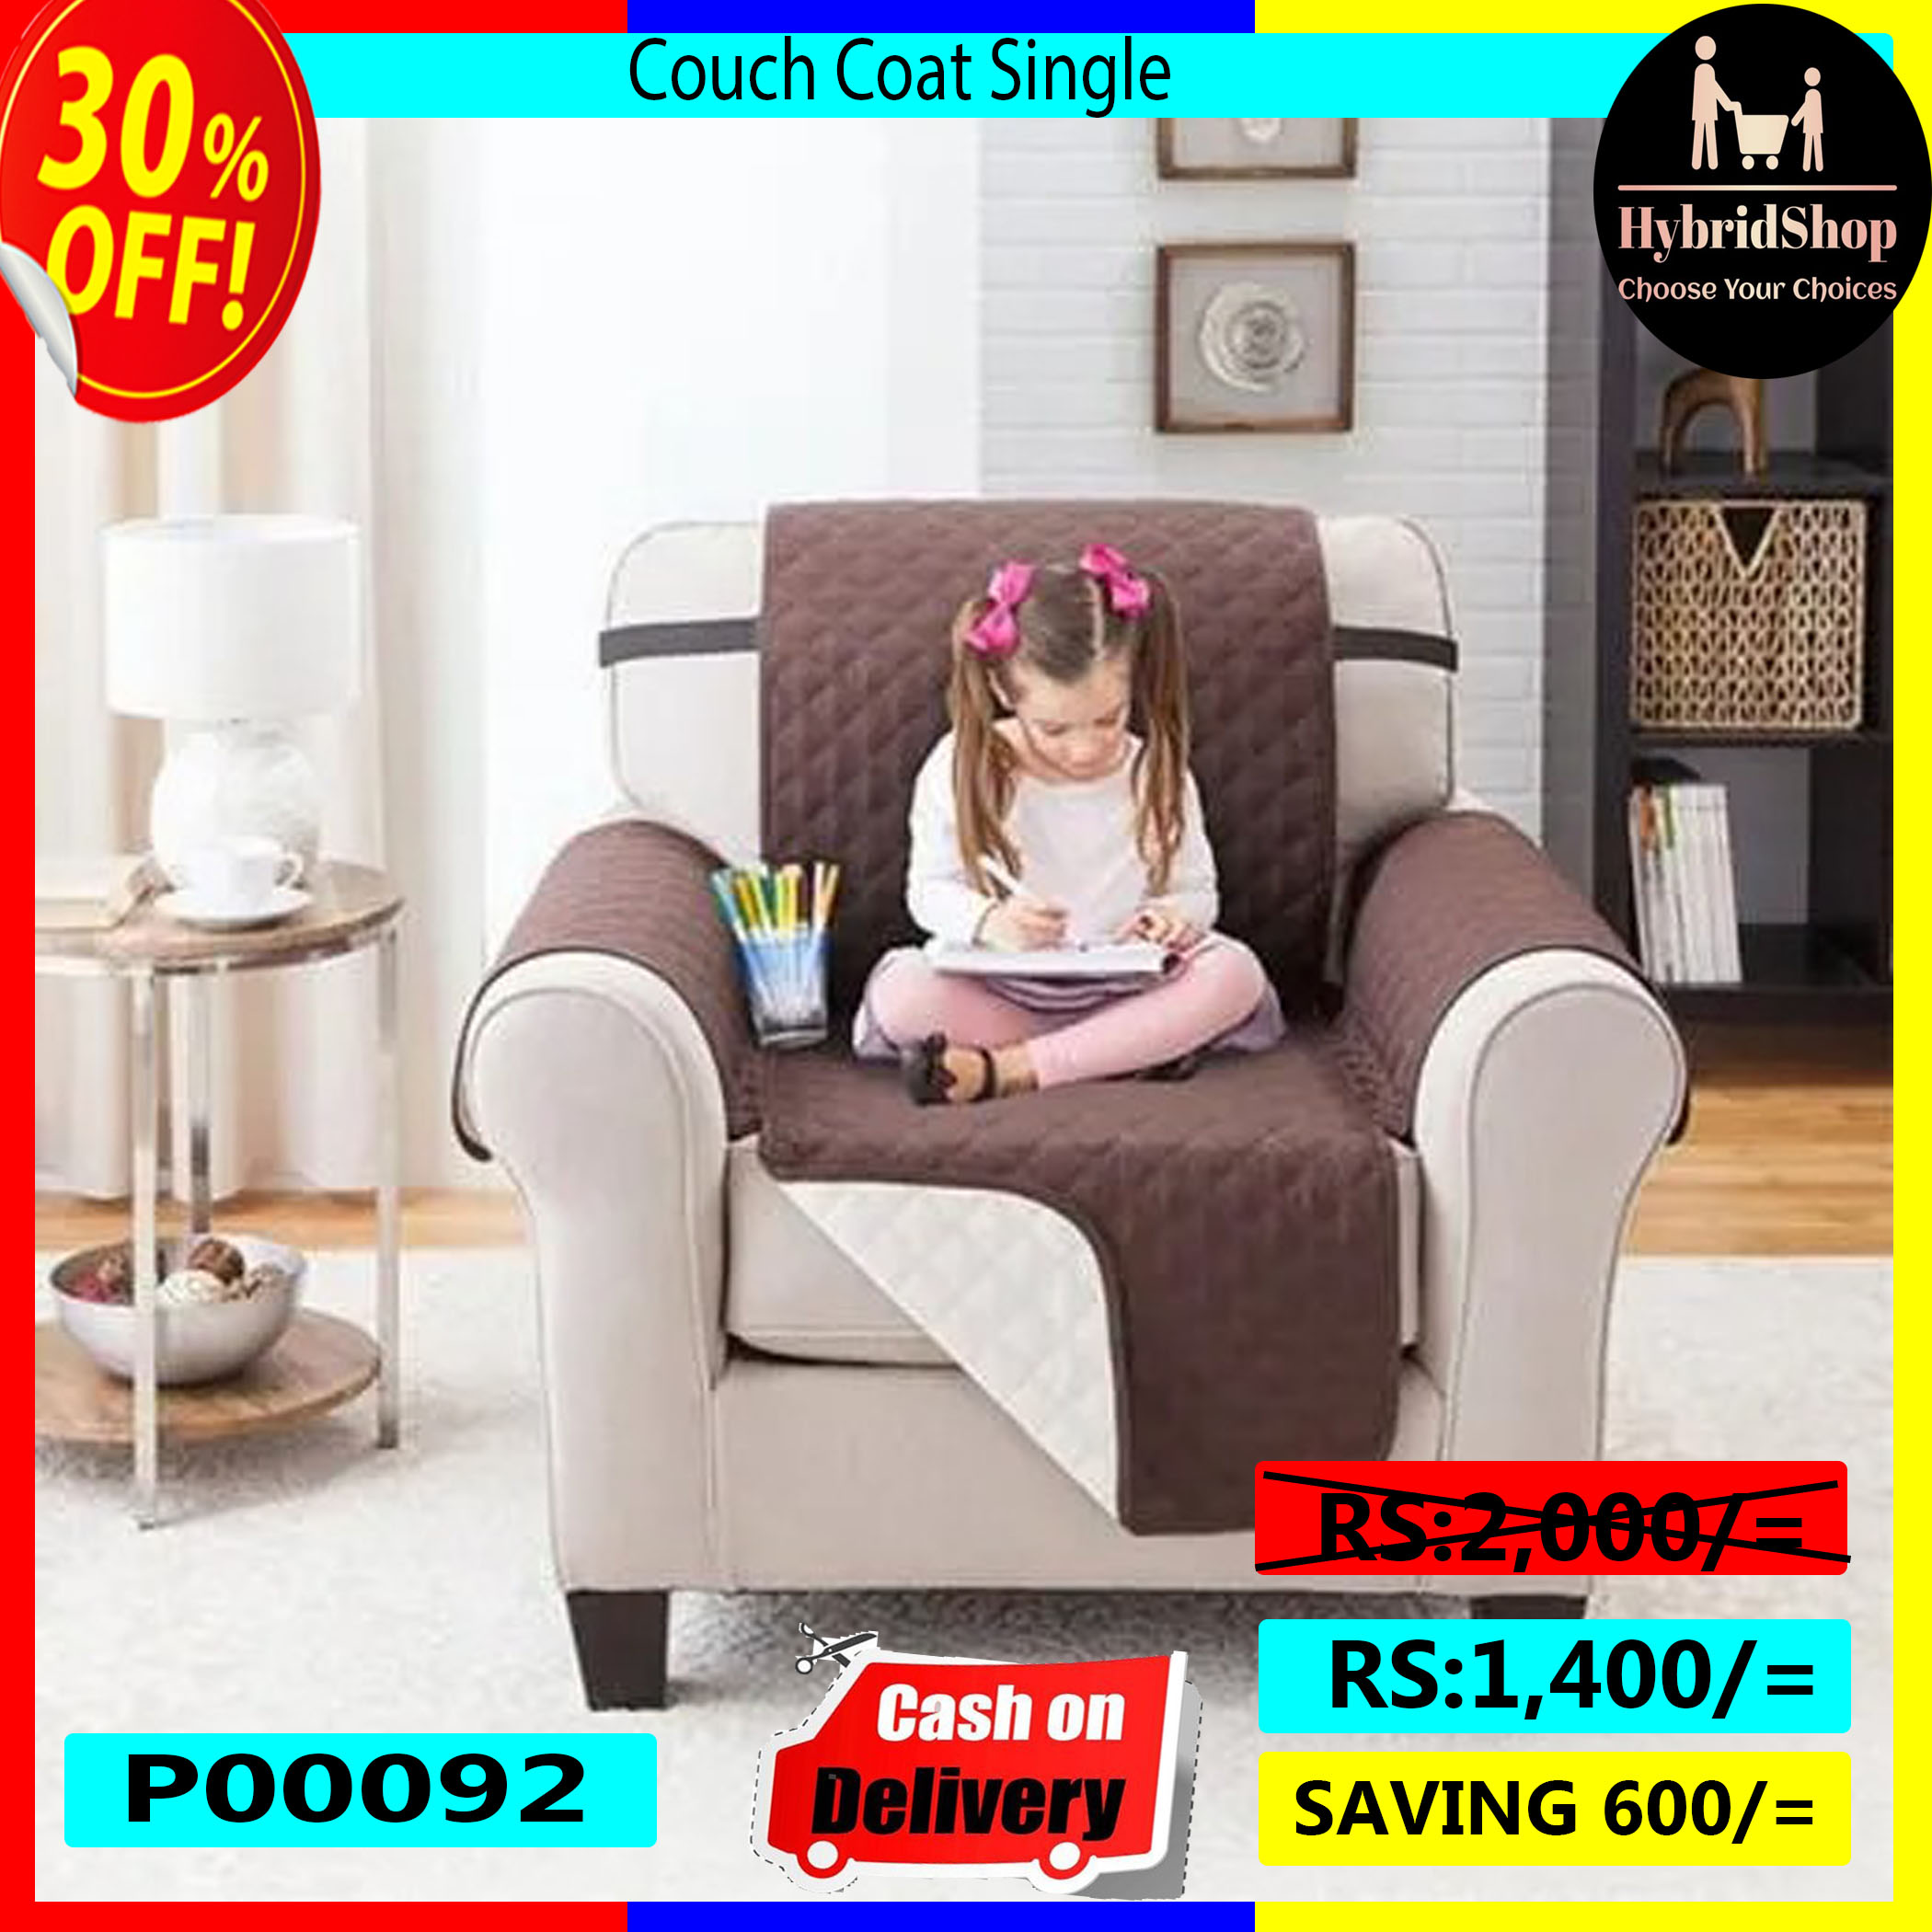 Couch Coat Single
30%
OFF!
HybridShop
Choose Your Choices
RS:2,000/=
RS:1,400/=
SAVING 600/=
Cash on
Delivery
P00092